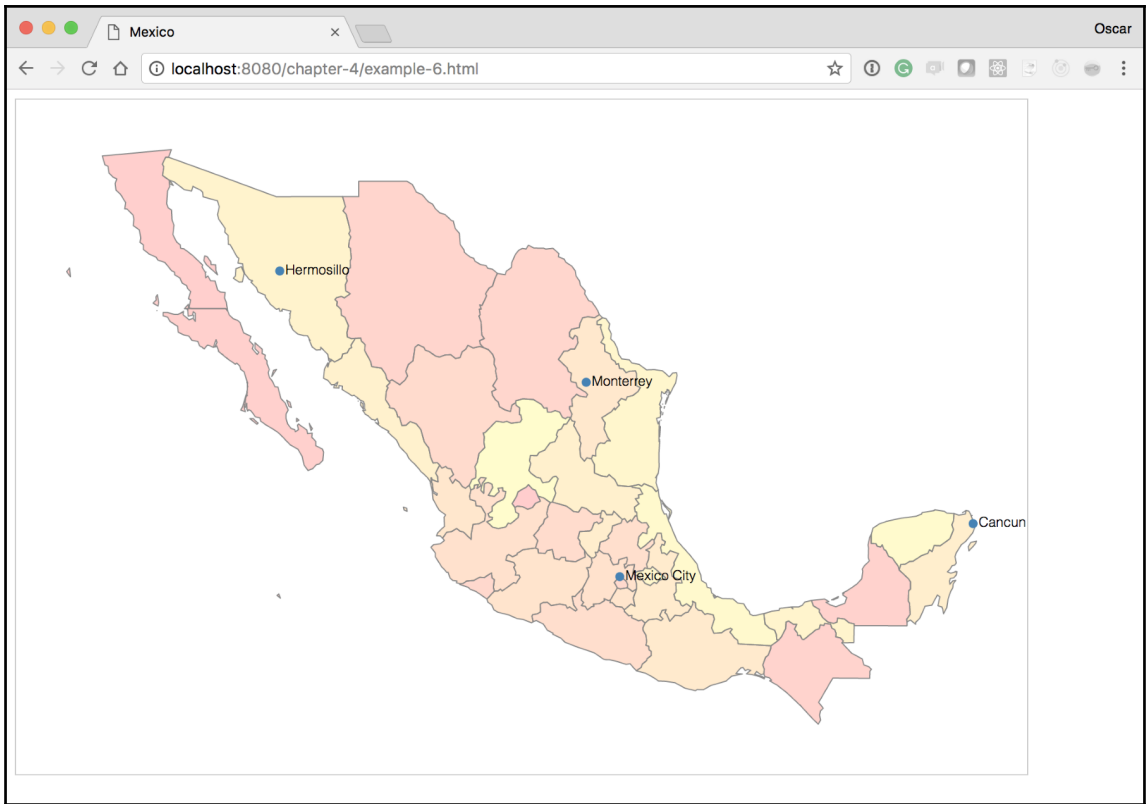 Mexico
Oscar
localhost:8080/chapter-4/example-6.html
Hermosillo
Monterrey
Cancun
Mexico City